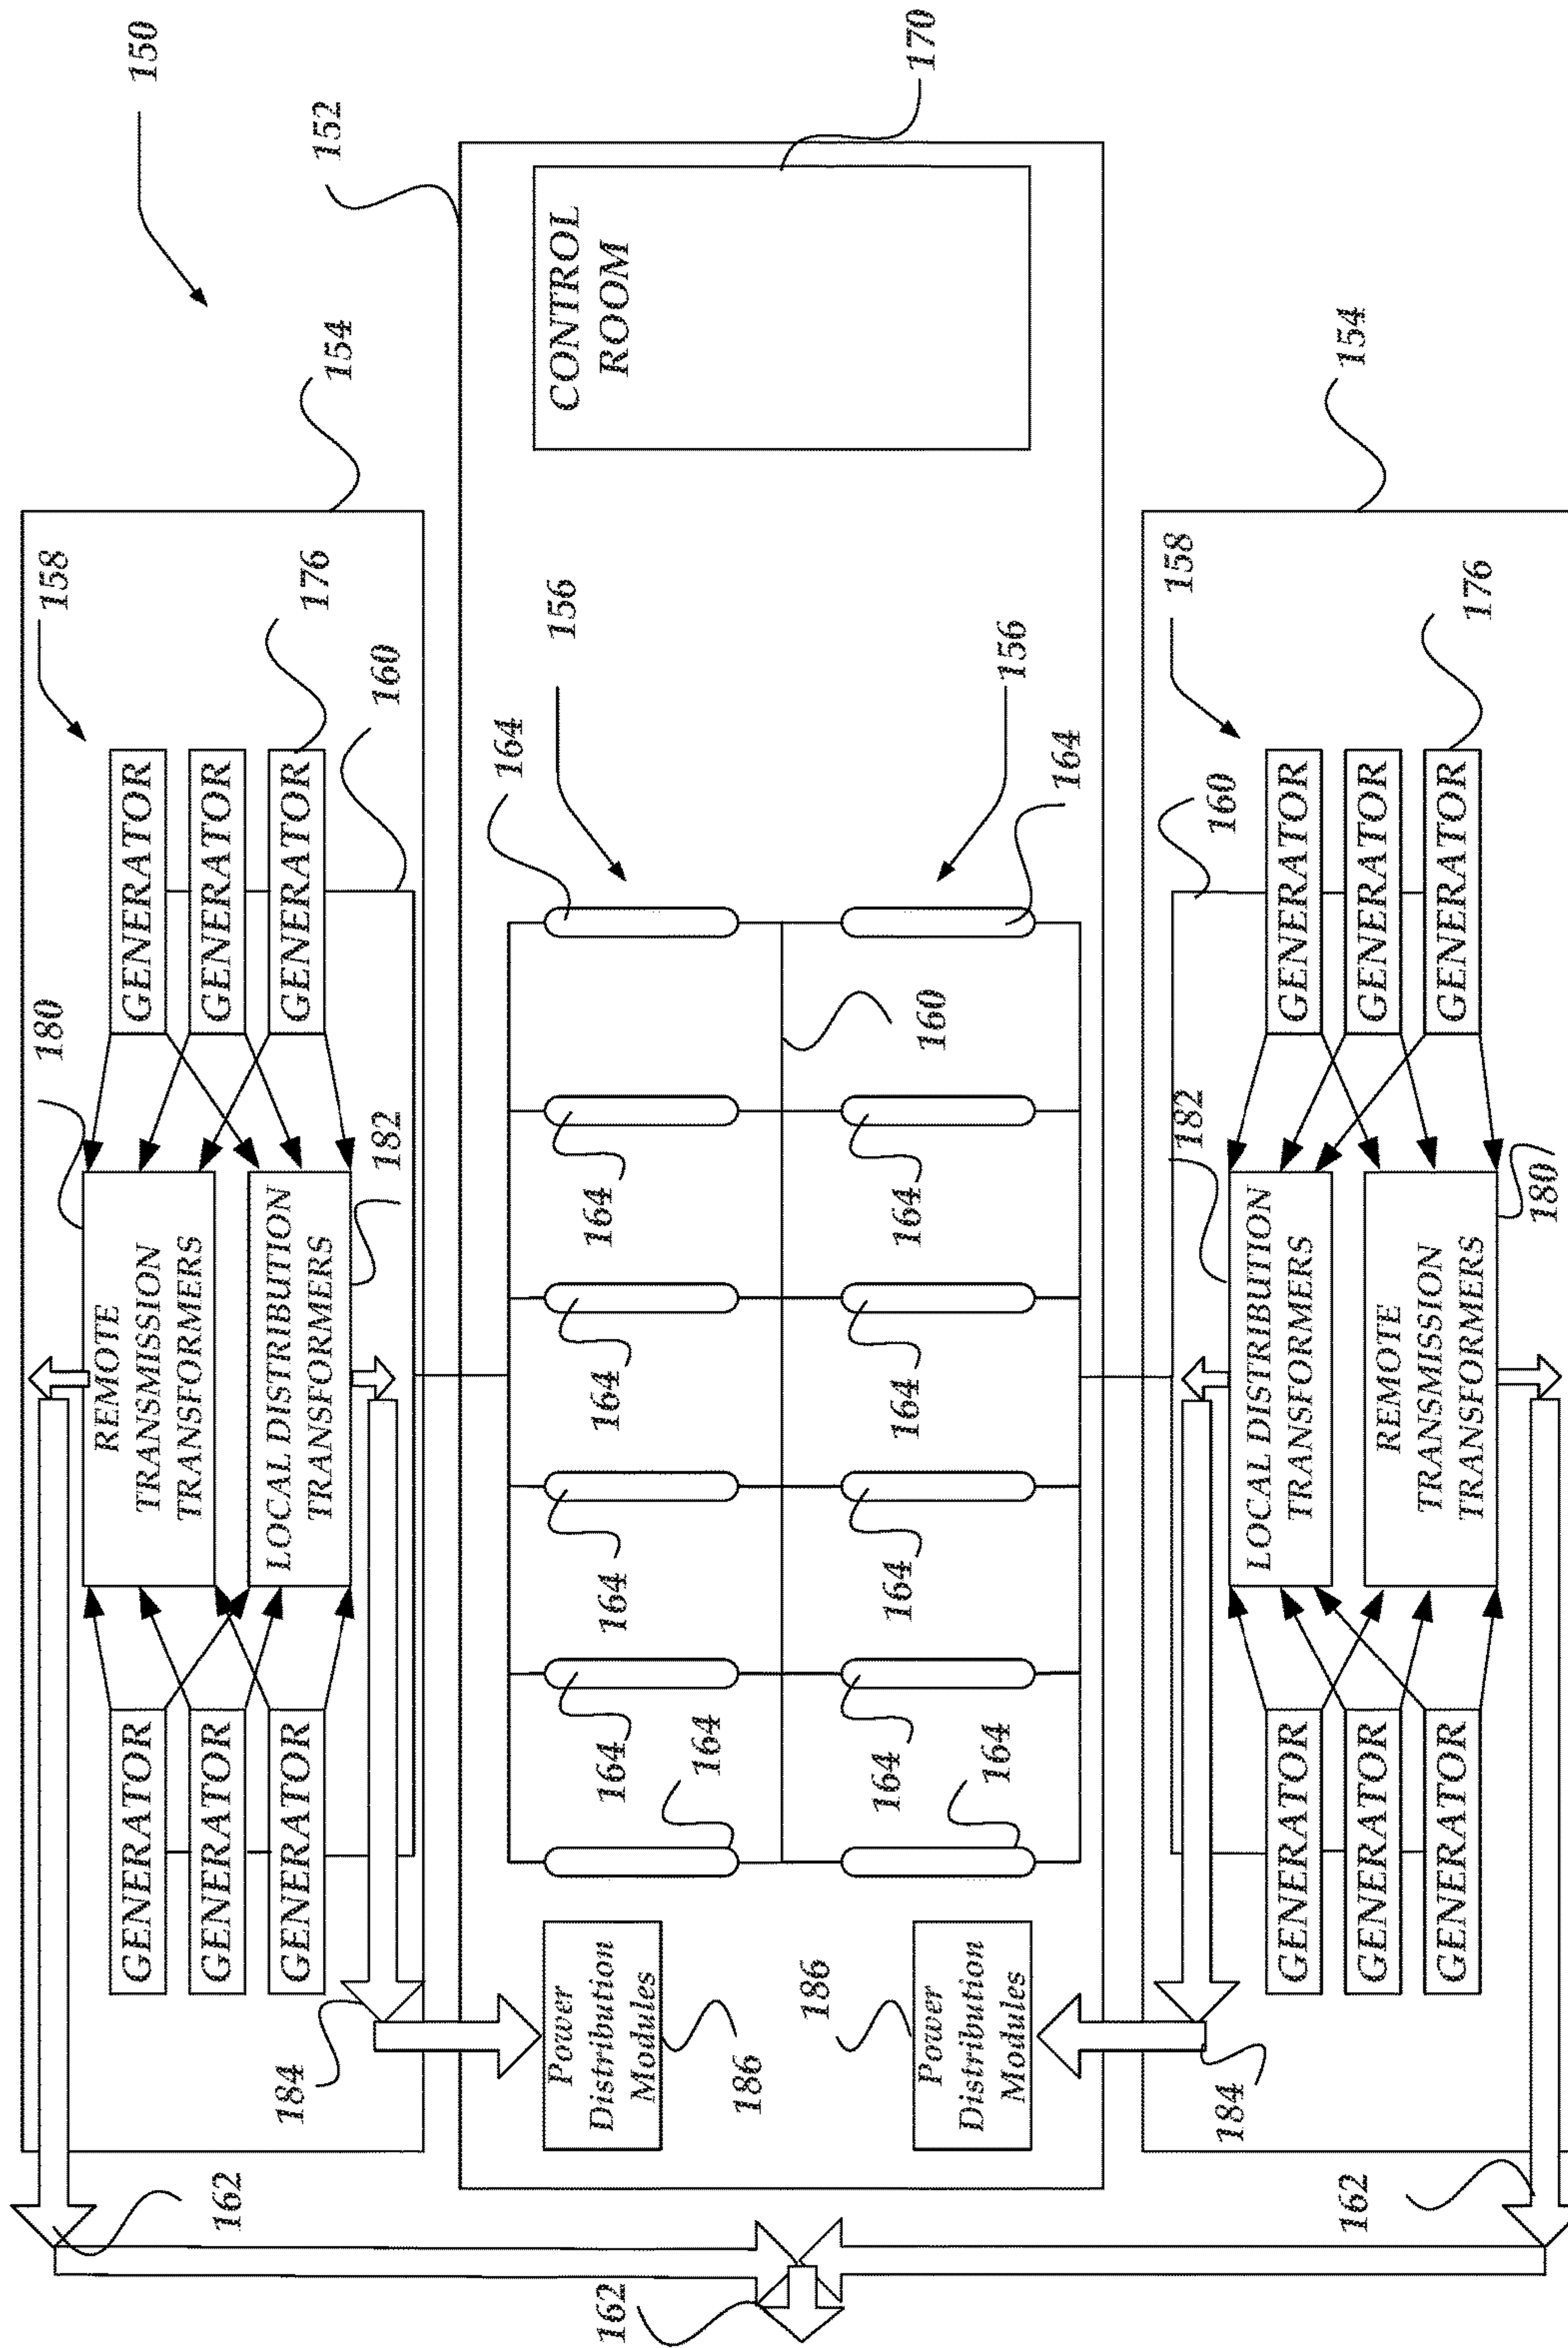 150
158
180
GENERATOR
GENERATOR
GENERATOR
REMOTE
TRANSMISSION
TRANSFORMERS
LOCAL DISTRIBUTION
TRANSFORMERS
GENERATOR
GENERATOR
GENERATOR
162
184
182
176
160
154
152
164
156
CONTROL
ROOM
170
Power
Distribution
Modules
186
164
164
164
164
164
160
186
Power
Distribution
Modules
164
164
164
164
164
164
156
162
184
182
160
158
154
GENERATOR
GENERATOR
GENERATOR
LOCAL DISTRIBUTION
TRANSFORMERS
REMOTE
TRANSMISSION
TRANSFORMERS
GENERATOR
GENERATOR
GENERATOR
162
180
176